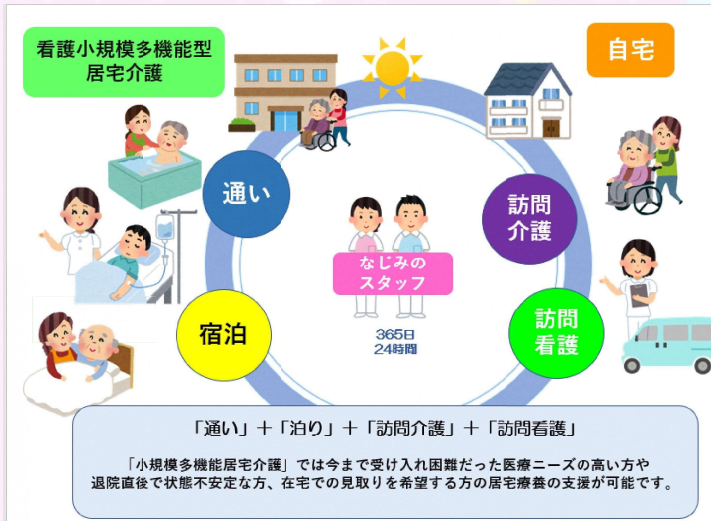 看護小規模多機能型
居宅介護
自宅
通い
訪問
介護
なじみの
スタッフ
宿泊
訪問
看護
365日
24時間
「通い」＋「泊り」＋「訪問介護」＋「訪問看護」
「小規模多機能居宅介護」では今まで受け入れ困難だった医療ニーズの高い方や
退院直後で状態不安定な方、在宅での見取りを希望する方の居宅療養の支援が可能です。